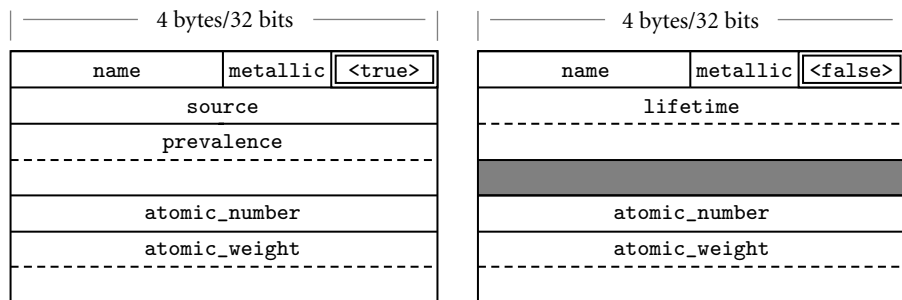 4 bytes/32 bits 4 bytes/32 bits
name metallic <true> name metallic <false>
source lifetime
prevalence
atomic_number atomic_number
atomic_weight atomic_weight